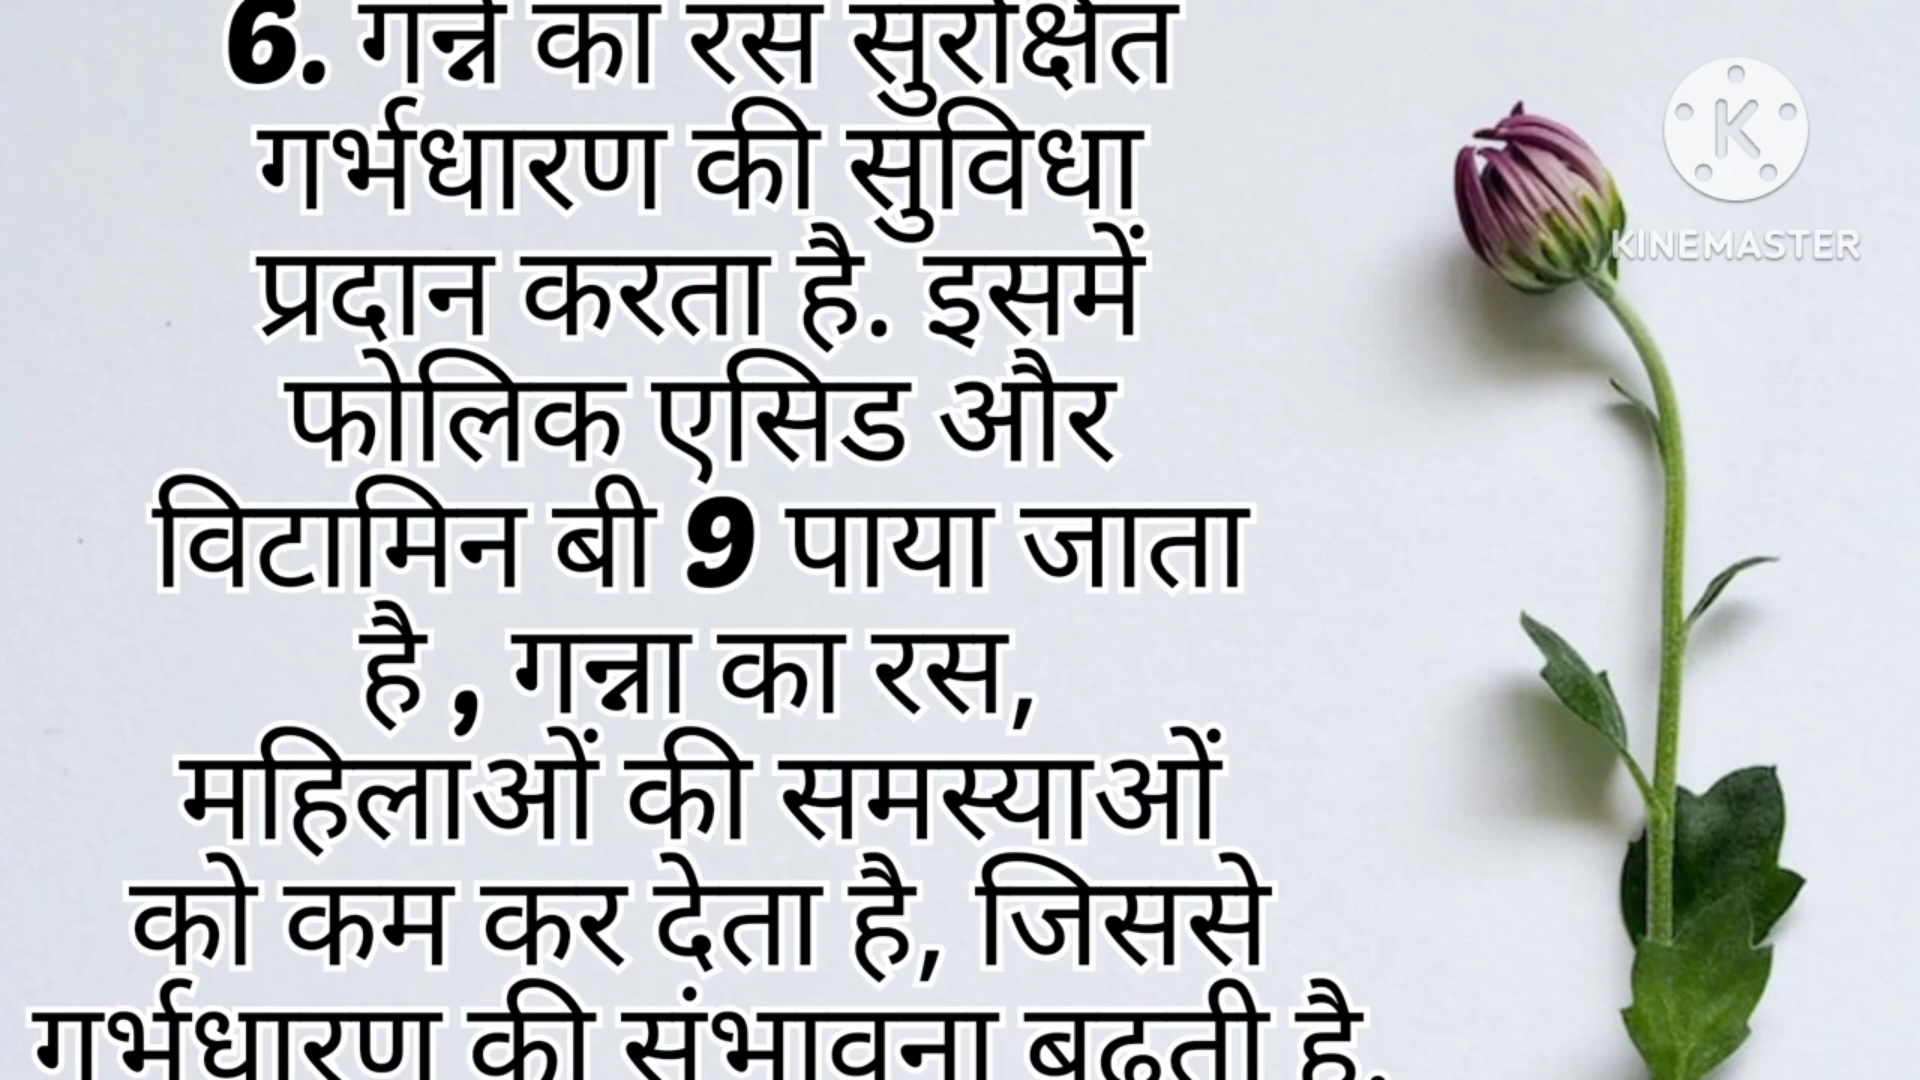 6. गन्ने का रस सुरक्षित
गर्भधारण की सुविधा
प्रदान करता है. इसमें
फोलिक एसिड और
विटामिन बी 9 पाया जाता
है , गन्ना का रस,
महिलाओं की समस्याओं
को कम कर देता है, जिससे
गर्भधारण की संभावना बढ़ती है.
K
KINEMASTER